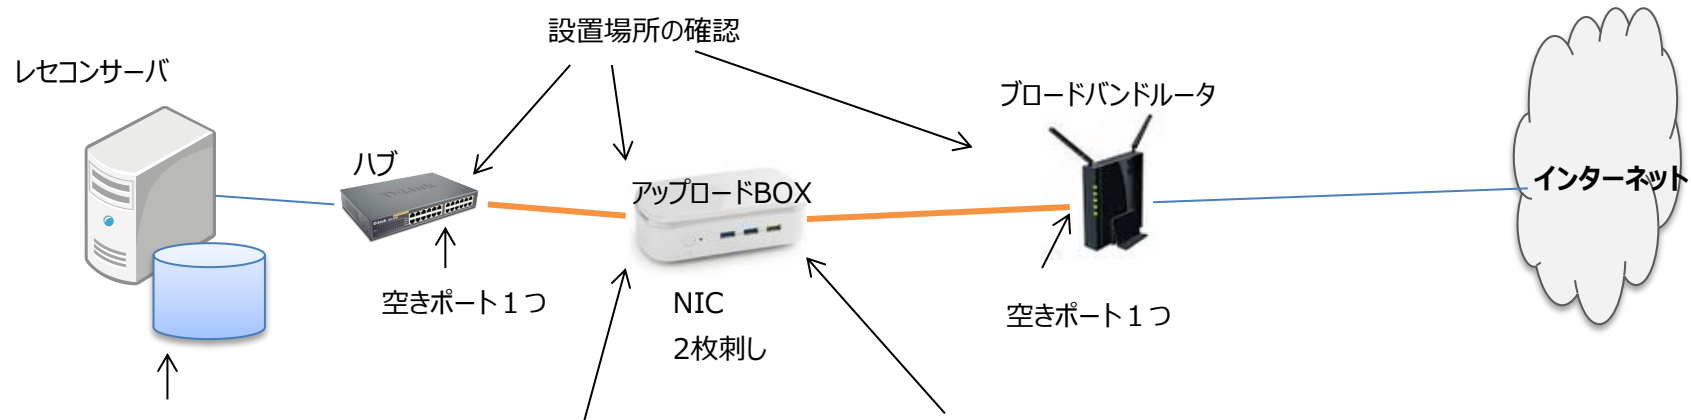 設置場所の確認
レセコンサーバ
ブロードバンドルータ
ハブ
アップロードBOX
インターネット
D-Link
空きポート１つ
NIC
2枚刺し
空きポート１つ